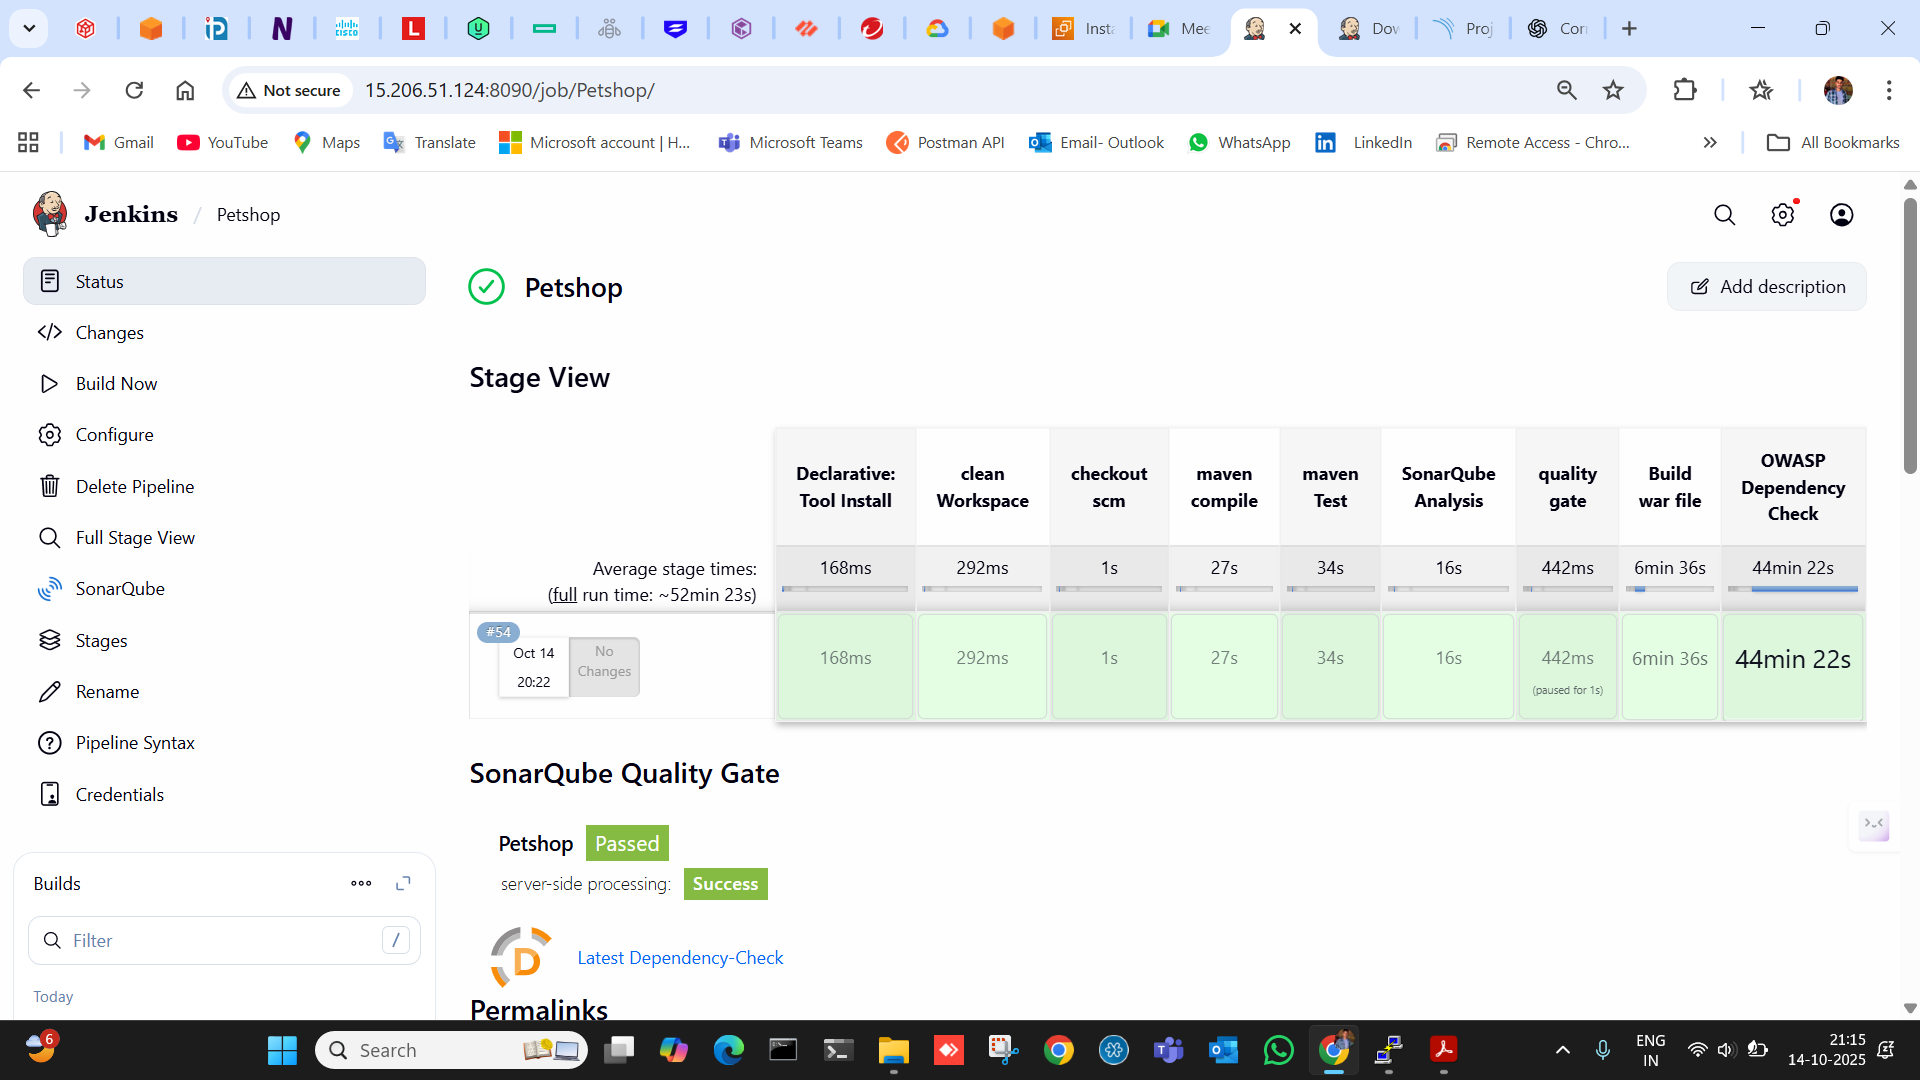 Insta
Mee
Dov
Proj
Cor
Not secure
15.206.51.124:8090/job/Petshop/
Gmail
YouTube
Maps
Translate
Microsoft account | H...
Microsoft Teams
Postman API
Email- Outlook
WhatsApp
LinkedIn
Remote Access - Chro...
All Bookmarks
Jenkins / Petshop
Status
Changes
Build Now
Configure
Delete Pipeline
Full Stage View
SonarQube
Stages
Rename
Pipeline Syntax
Credentials
Builds
Filter
/
Today
Petshop
Add description
Stage View
Declarative: Tool Install
clean Workspace
checkout scm
maven compile
maven Test
SonarQube Analysis
quality gate
Build war file
OWASP Dependency Check
Average stage times:
(full run time: ~52min 23s)
168ms
292ms
1s
27s
34s
16s
442ms
6min 36s
44min 22s
#54
Oct 14
20:22
No Changes
168ms
292ms
1s
27s
34s
16s
442ms
(paused for 1s)
6min 36s
44min 22s
SonarQube Quality Gate
Petshop Passed
server-side processing: Success
Latest Dependency-Check
Permalinks
6
Search
ENG
IN
21:15
14-10-2025